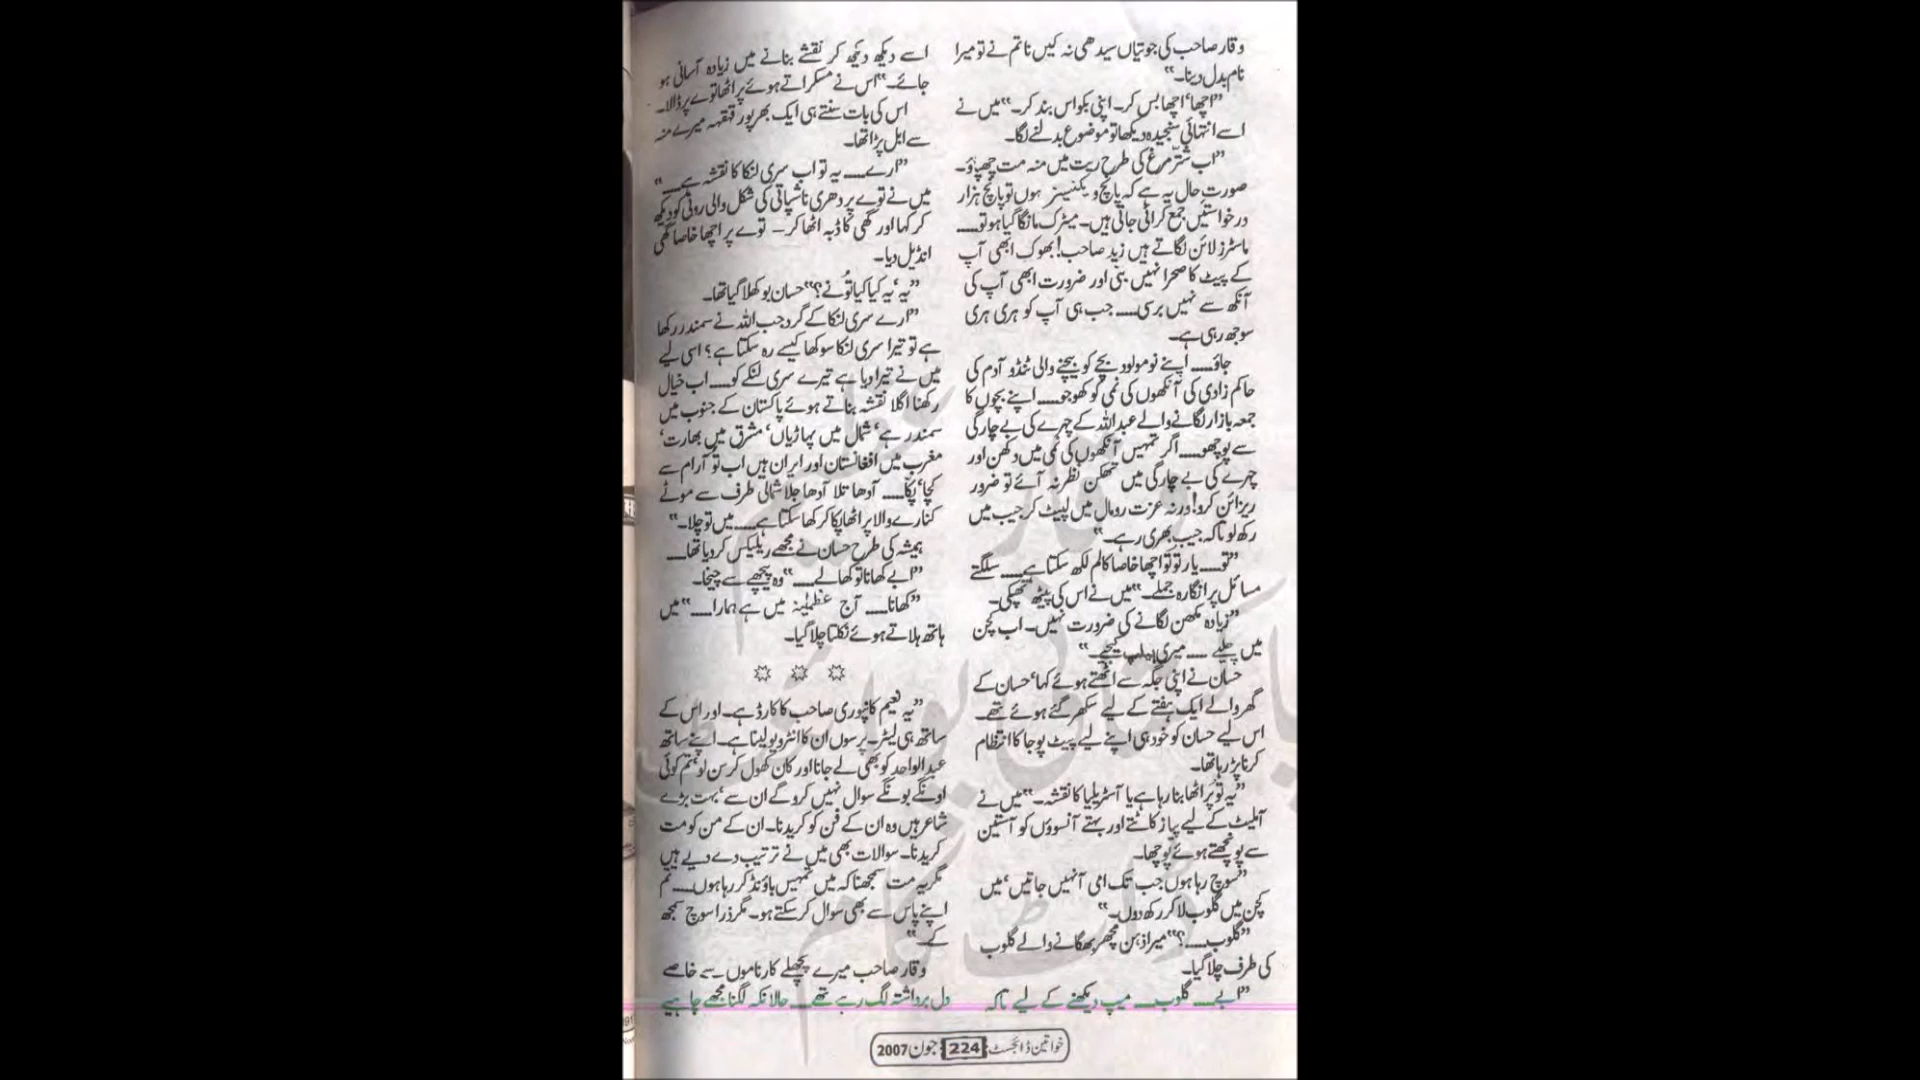 وقار صاحب کی جوتیاں سیدھی نہ کیں نا تم نے تو میرا
نام بدل دینا۔"
"اچھا' اچھا بس کر۔ اپنی بکواس بند کر۔" میں نے
اسے انتہائی سنجیدہ دیکھا تو موضوع بدلنے لگا۔
"اب شتر مرغ کی طرح ریت میں منہ مت چھپاؤ۔
صورت حال یہ ہے کہ پانچ ویکنسیز ہوں تو پانچ ہزار
درخواستیں جمع کرائی جاتی ہیں۔ میٹرک مانگا گیا ہو تو......
ماسٹرز لائن لگاتے ہیں زید صاحب! بھوک ابھی آپ
کے پیٹ کا صحرا نہیں بنی اور ضرورت ابھی آپ کی
آنکھ سے نہیں برسی...... جب ہی آپ کو ہری ہری
سوجھ رہی ہے۔
جاؤ...... اپنے نومولود بچے کو بیچنے والی ٹنڈو آدم کی
حاکم زادی کی آنکھوں کی نمی کو کھوجو...... اپنے بچوں کا
جمعہ بازار لگانے والے عبداللہ کے چہرے کی بے چارگی
سے پوچھو...... اگر تمہیں آنکھوں کی نمی میں دکھن اور
چہرے کی بے چارگی میں تھکن نظر نہ آئے تو ضرور
ریزائن کرو! ورنہ عزت رومال میں لپیٹ کر جیب میں
رکھ لو تاکہ جیب بھری رہے۔"
"تو...... یار تو تو اچھا خاصا کالم لکھ سکتا ہے...... سلگتے
مسائل پر انگارہ جملے۔" میں نے اس کی پیٹھ تھپکی۔
"زیادہ مکھن لگانے کی ضرورت نہیں۔ اب کچن
میں چلیے ...... میری ہیلپ کیجیے۔"
حسان نے اپنی جگہ سے اٹھتے ہوئے کہا' حسان کے
گھر والے ایک ہفتے کے لیے سکھر گئے ہوئے تھے۔
اس لیے حسان کو خود ہی اپنے لیے پیٹ پوجا کا انتظام
کرنا پڑ رہا تھا۔
"یہ تو پراٹھا بنا رہا ہے یا آسٹریلیا کا نقشہ۔" میں نے
آملیٹ کے لیے پیاز کاٹتے اور بہتے آنسوؤں کو آستین
سے پونچھتے ہوئے پوچھا۔
"سوچ رہا ہوں جب تک امی آ نہیں جاتیں' میں
کچن میں گلوب لا کر رکھ دوں۔"
"گلوب......؟" میرا ذہن مچھر بھگانے والے گلوب
کی طرف چلا گیا۔
"ابے...... گلوب...... میپ دیکھنے کے لیے تاکہ
اسے دیکھ دیکھ کر نقشے بنانے میں زیادہ آسانی ہو
جائے۔" اس نے مسکراتے ہوئے پراٹھا توے پر ڈالا۔
اس کی بات سنتے ہی ایک بھرپور قہقہہ میرے منہ
سے ابل پڑا تھا۔
"ارے...... یہ تو اب سری لنکا کا نقشہ ہے......"
میں نے توے پر دھری ناشپاتی کی شکل والی روٹی کو دیکھ
کر کہا اور گھی کا ڈبہ اٹھا کر – توے پر اچھا خاصا گھی
انڈیل دیا۔
"یہ' یہ کیا کیا تو نے؟" حسان بوکھلا گیا تھا۔
"ارے سری لنکا کے گرد جب اللہ نے سمندر رکھا
ہے تو تیرا سری لنکا سوکھا کیسے رہ سکتا ہے؟ اسی لیے
میں نے تیرا دیا ہے تیرے سری لنکے کو...... اب خیال
رکھنا اگلا نقشہ بناتے ہوئے پاکستان کے جنوب میں
سمندر ہے' شمال میں پہاڑیاں' مشرق میں بھارت'
مغرب میں افغانستان اور ایران ہیں اب تو آرام سے
کچا' پکا...... آدھا تلا آدھا جلا شمالی طرف سے موٹے
کنارے والا پراٹھا پکا کر کھا سکتا ہے...... میں تو چلا۔"
ہمیشہ کی طرح حسان نے مجھے ریلیکس کر دیا تھا......
"ابے کھانا تو کھا لے......" وہ پیچھے سے چیخا۔
"کھانا...... آج عظمیٰ میں ہے ہمارا......" میں
ہاتھ ہلاتے ہوئے نکلتا چلا گیا۔
"یہ نعیم کانپوری صاحب کا کارڈ ہے۔ اور اس کے
ساتھ ہی لیٹر۔ پرسوں ان کا انٹرویو لینا ہے۔ اپنے ساتھ
عبدالواحد کو بھی لے جانا اور کان کھول کر سن لو' تم کوئی
اونگے بونگے سوال نہیں کرو گے ان سے' بہت بڑے
شاعر ہیں وہ ان کے فن کو کریدنا۔ ان کے من کو مت
کریدنا۔ سوالات بھی میں نے ترتیب دے دیے ہیں
مگر یہ مت سمجھنا کہ میں تمہیں باؤنڈ کر رہا ہوں...... تم
اپنے پاس سے بھی سوال کر سکتے ہو۔ مگر ذرا سوچ سمجھ
کے۔"
وقار صاحب میرے پچھلے کارناموں سے خاصے
دل برداشتہ لگ رہے تھے...... حالانکہ لگنا مجھے چاہیے
خواتین ڈائجسٹ 224 جون 2007